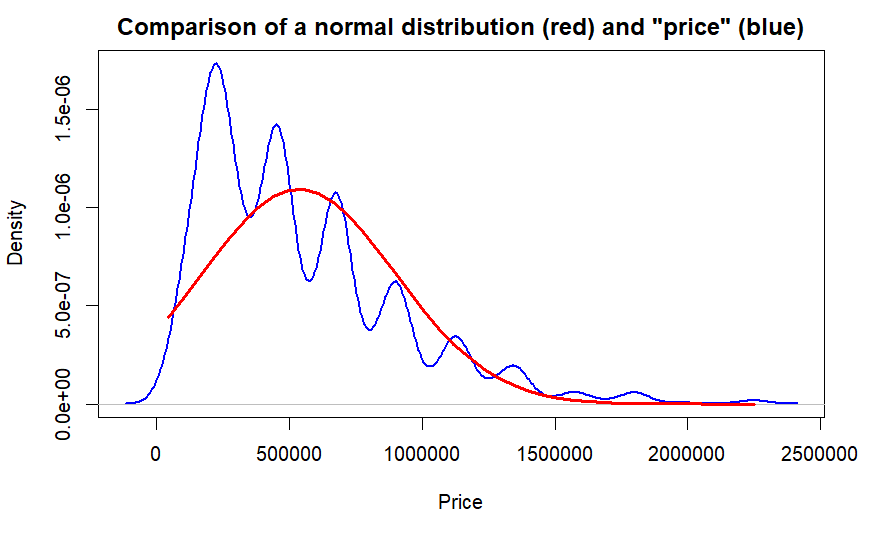 Comparison of a normal distribution (red) and "price" (blue)
Density
1.5e-06
1.0e-06
5.0e-07
0.0e+00
0 500000 1000000 1500000 2000000 2500000
Price